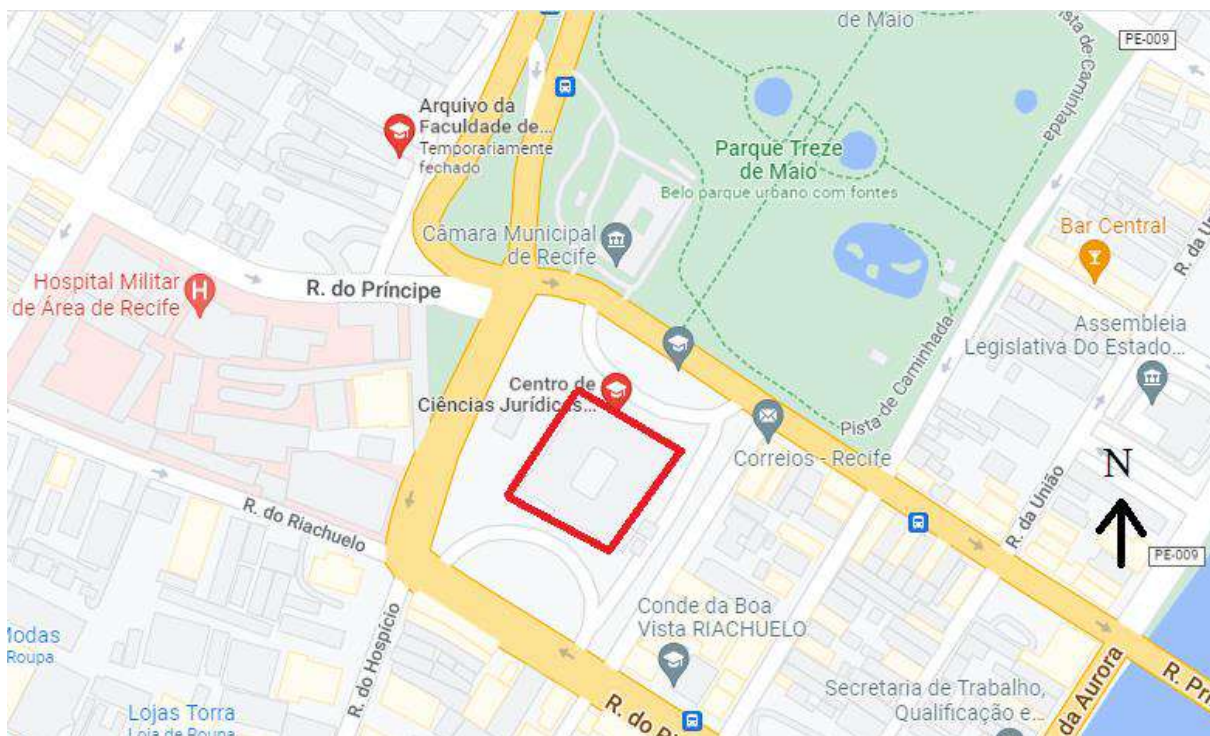 de Maio
Pista de Caminhada
PE-009
Arquivo da
Faculdade de...
Temporariamente
fechado
Parque Treze
de Maio
Belo parque urbano com fontes
Bar Central
Câmara Municipal
de Recife
Hospital Militar
de Área de Recife
R. do Príncipe
Assembleia
Legislativa Do Estado...
Centro de
Ciências Jurídicas...
Pista de Caminhada
Correios - Recife
N
R. da União
PE-009
R. do Riachuelo
Conde da Boa
Vista RIACHUELO
R. do Hospício
Modas
Roupa
Secretaria de Trabalho,
Qualificação e...
da Aurora
Lojas Torra
Loja de Roupa